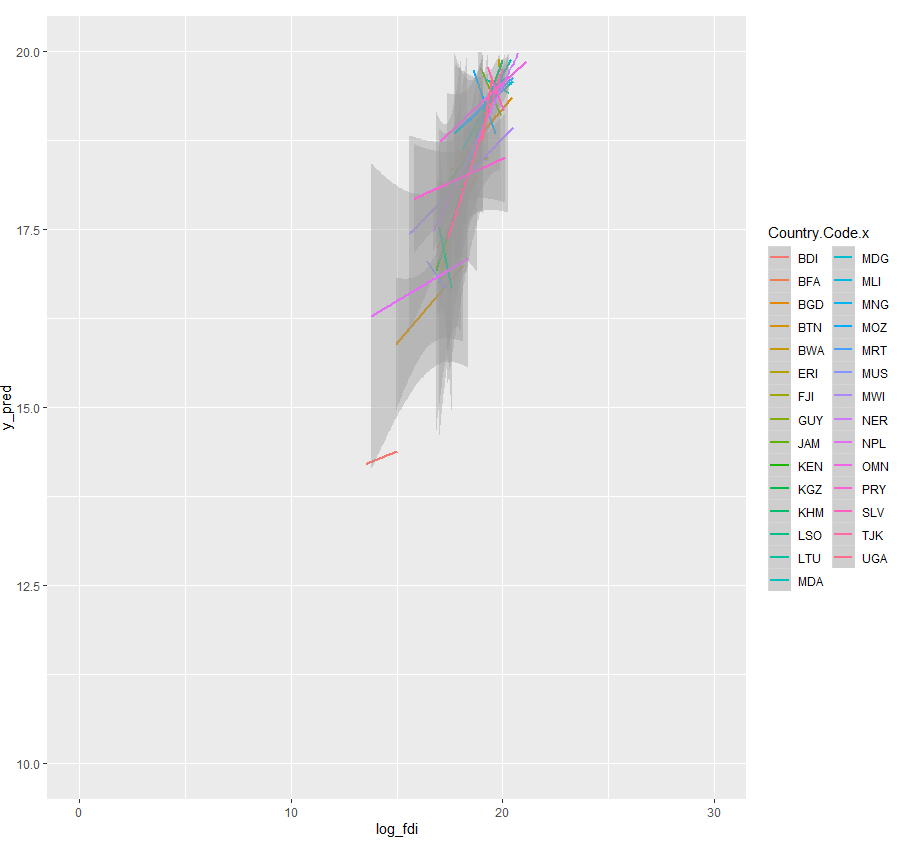 20.0
17.5
15.0
12.5
10.0
y_pred
0
10
20
30
log_fdi
Country.Code.x
BDI
BFA
BGD
BTN
BWA
ERI
FJI
GUY
JAM
KEN
KGZ
KHM
LSO
LTU
MDA
MDG
MLI
MNG
MOZ
MRT
MUS
MWI
NER
NPL
OMN
PRY
SLV
TJK
UGA